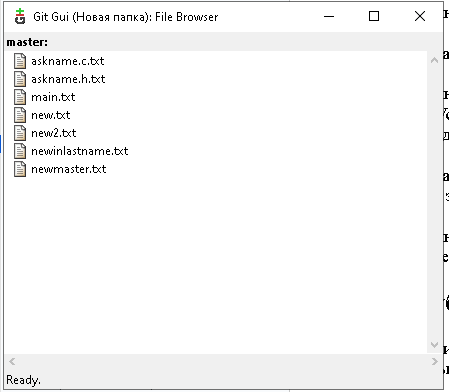 Git Gui (Новая папка): File Browser
master:
askname.c.txt
askname.h.txt
main.txt
new.txt
new2.txt
newinlastname.txt
newmaster.txt
Ready.